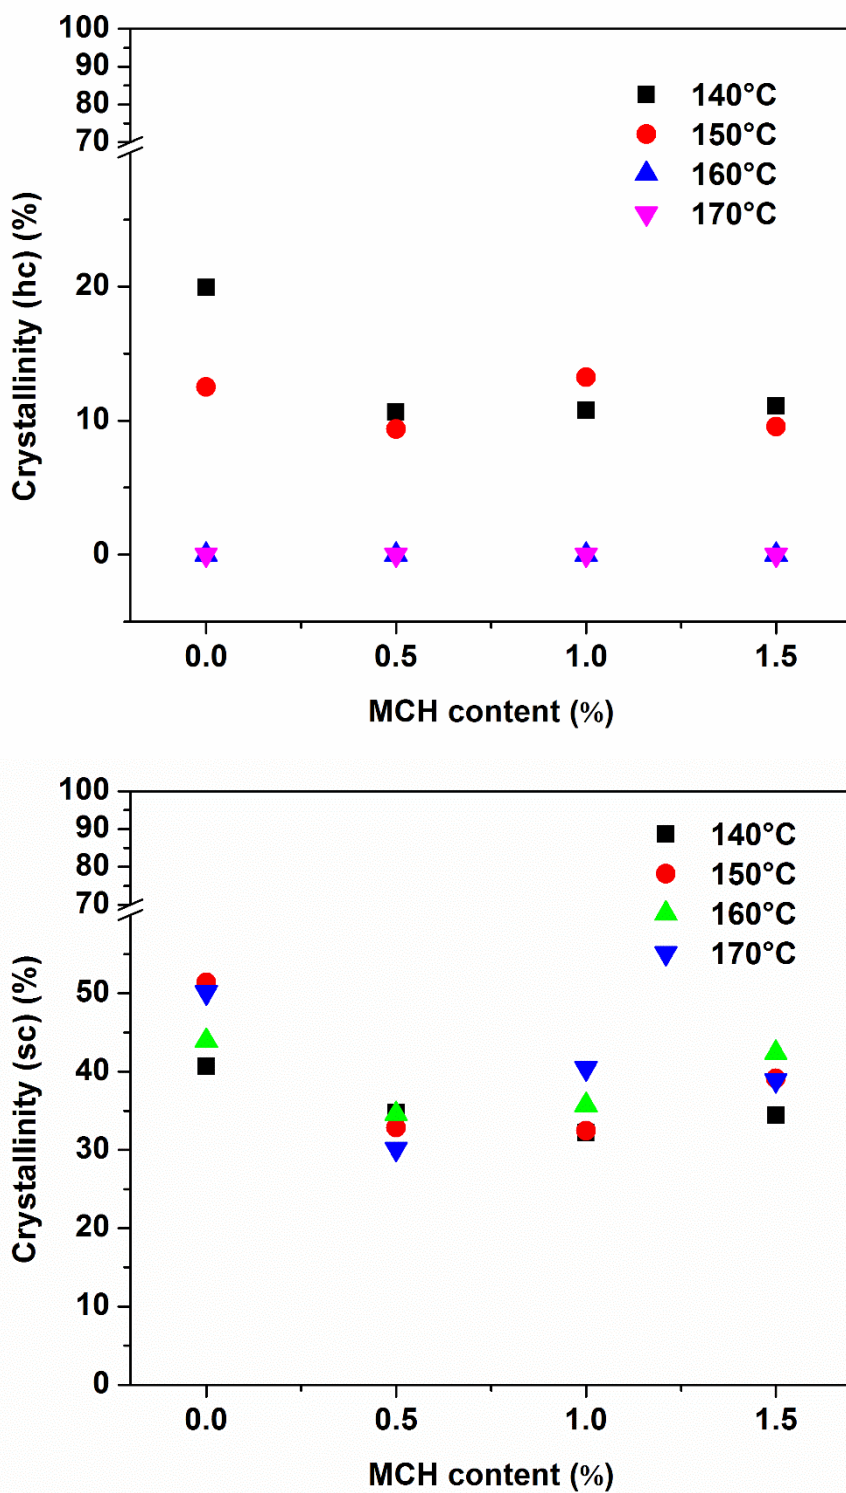 100
90
80
70
20
10
0
Crystallinity (hc) (%)
140°C
150°C
160°C
170°C
0.0 0.5 1.0 1.5
MCH content (%)
100
90
80
70
50
40
30
20
10
0
Crystallinity (sc) (%)
140°C
150°C
160°C
170°C
0.0 0.5 1.0 1.5
MCH content (%)